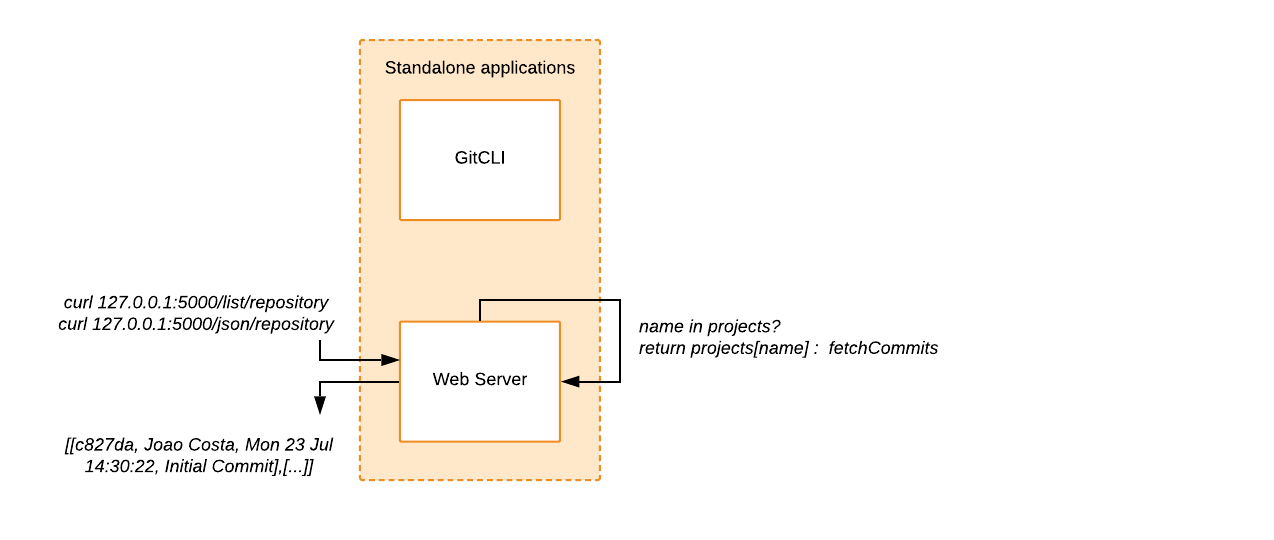 Standalone applications
GitCLI
curl 127.0.0.1:5000/list/repository
curl 127.0.0.1:5000/json/repository
name in projects?
return projects[name] :  fetchCommits
Web Server
[[c827da, Joao Costa, Mon 23 Jul
14:30:22, Initial Commit],[...]]